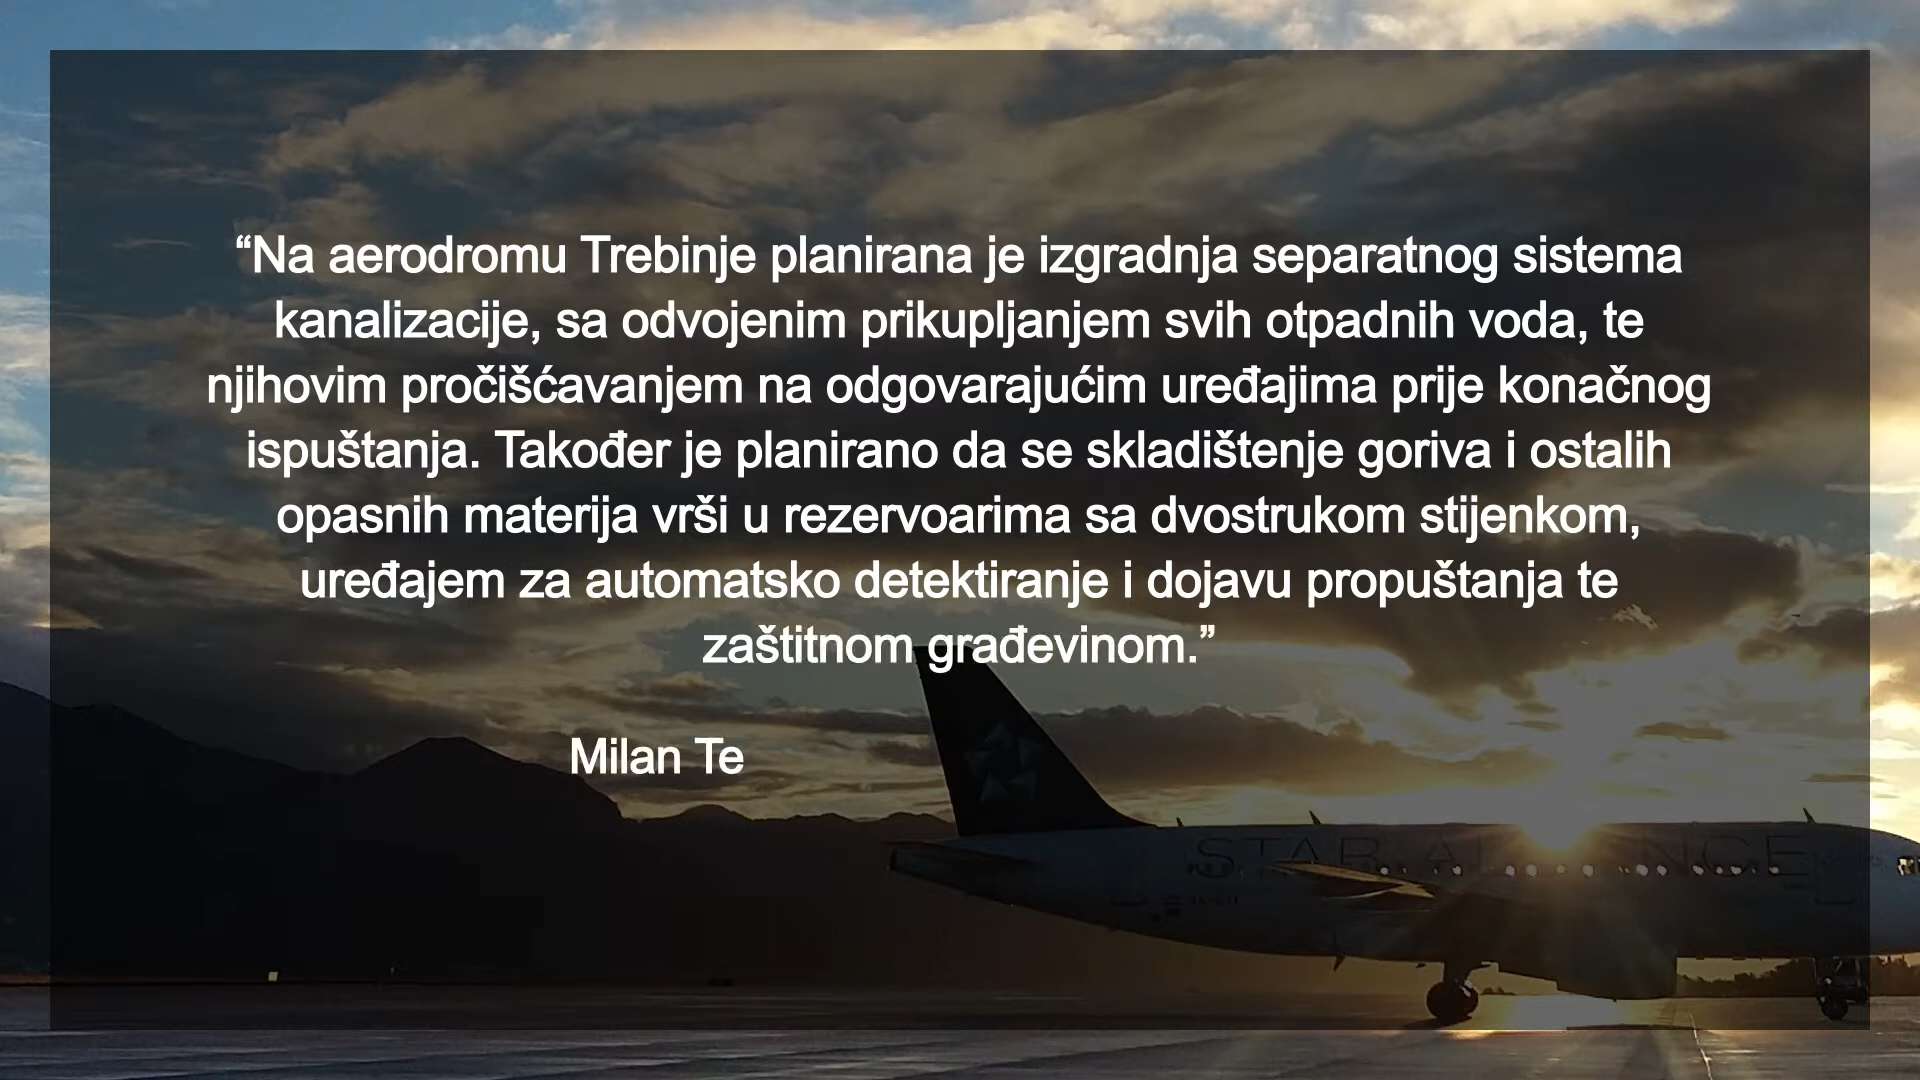 “Na aerodromu Trebinje planirana je izgradnja separatnog sistema
kanalizacije, sa odvojenim prikupljanjem svih otpadnih voda, te
njihovim pročišćavanjem na odgovarajućim uređajima prije konačnog
ispuštanja. Također je planirano da se skladištenje goriva i ostalih
opasnih materija vrši u rezervoarima sa dvostrukom stijenkom,
uređajem za automatsko detektiranje i dojavu propuštanja te
zaštitnom građevinom.”
Milan Te
STAR ALLIANCE